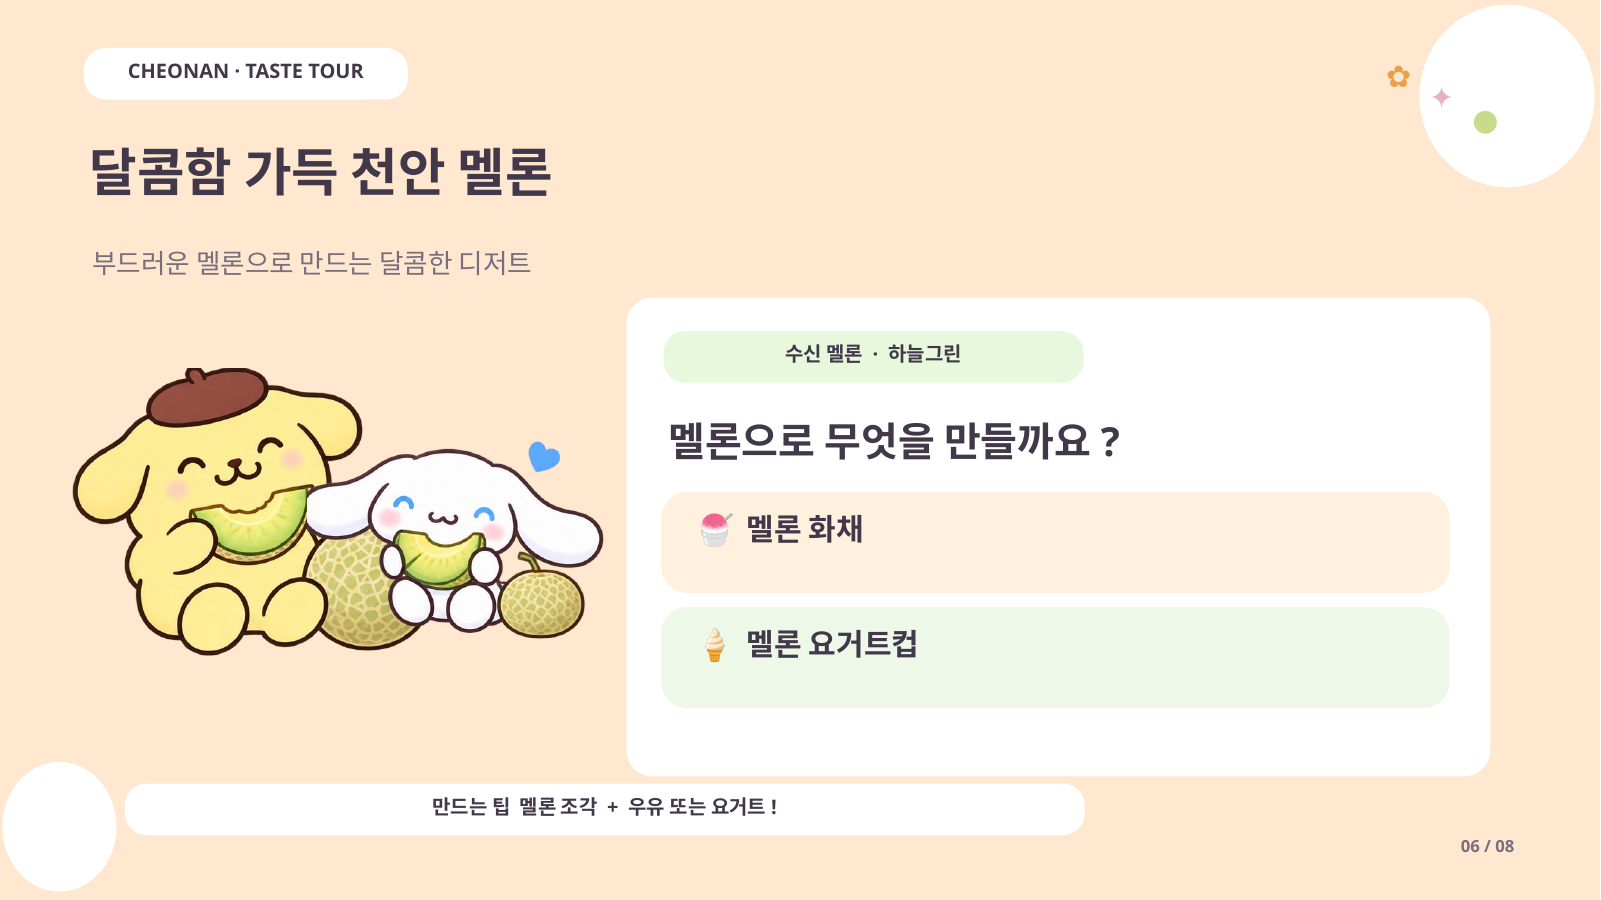 CHEONAN · TASTE TOUR
달콤함 가득 천안 멜론
부드러운 멜론으로 만드는 달콤한 디저트
수신 멜론 · 하늘그린
멜론으로 무엇을 만들까요 ?
멜론 화채
멜론 요거트컵
만드는 팁 멜론 조각 + 우유 또는 요거트 !
06 / 08